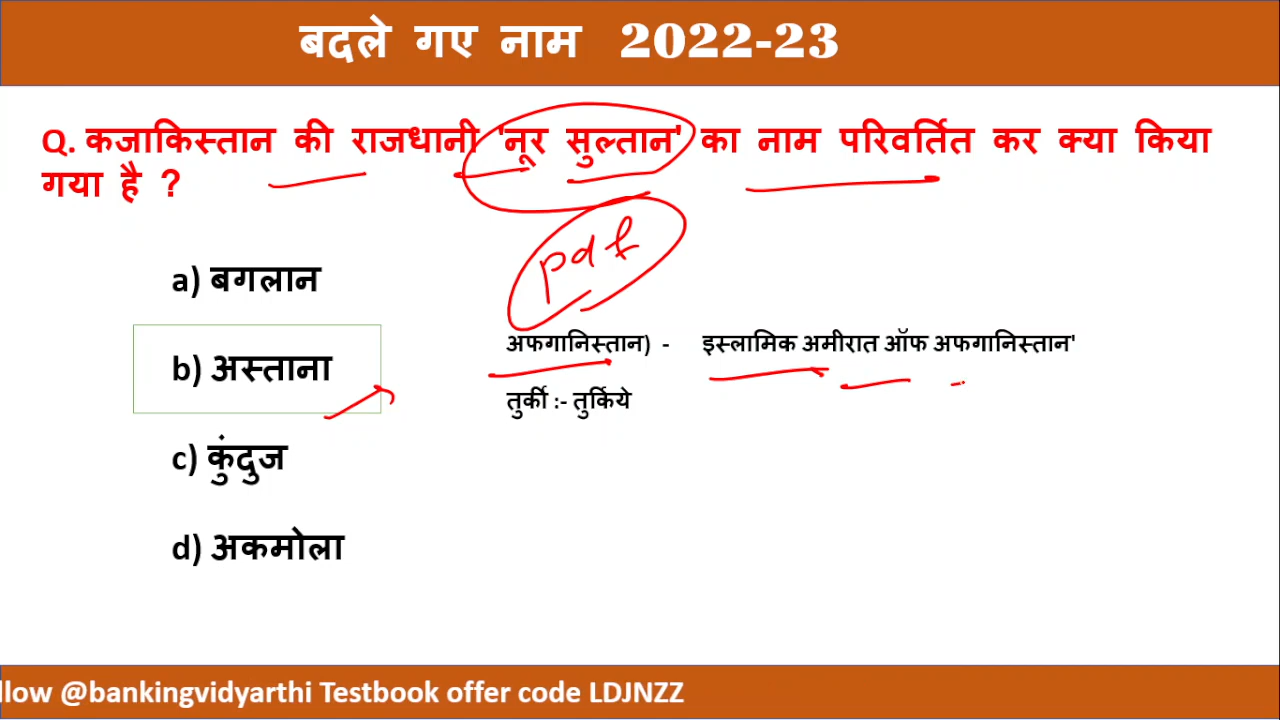 बदले गए नाम 2022-23
Q. कजाकिस्तान की राजधानी 'नूर सुल्तान' का नाम परिवर्तित कर क्या किया
गया है ?
pdf
a) बगलान
अफगानिस्तान) - इस्लामिक अमीरात ऑफ अफगानिस्तान'
b) अस्ताना
तुर्की :- तुर्किये
c) कुंदुज
d) अकमोला
llow @bankingvidyarthi Testbook offer code LDJNZZ